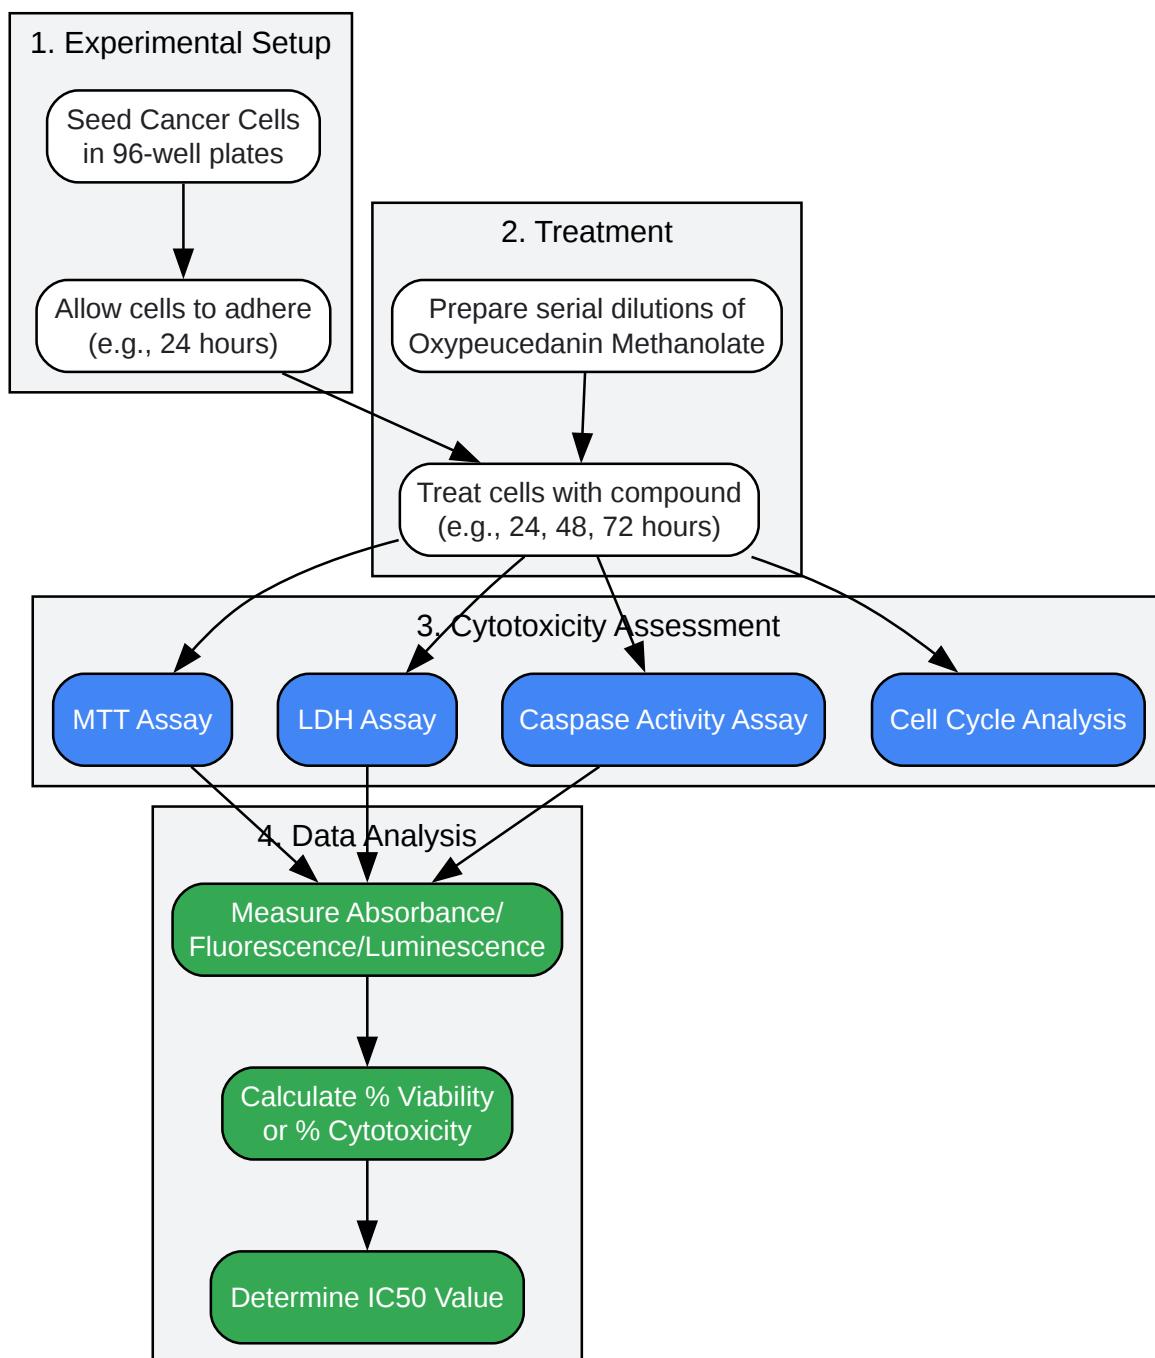 1. Experimental Setup
Seed Cancer Cells
in 96-well plates
Allow cells to adhere
(e.g., 24 hours)
2. Treatment
Prepare serial dilutions of
Oxypeucedanin Methanolate
Treat cells with compound
(e.g., 24, 48, 72 hours)
3. Cytotoxicity Assessment
MTT Assay
LDH Assay
Caspase Activity Assay
Cell Cycle Analysis
4. Data Analysis
Measure Absorbance/
Fluorescence/Luminescence
Calculate % Viability
or % Cytotoxicity
Determine IC50 Value